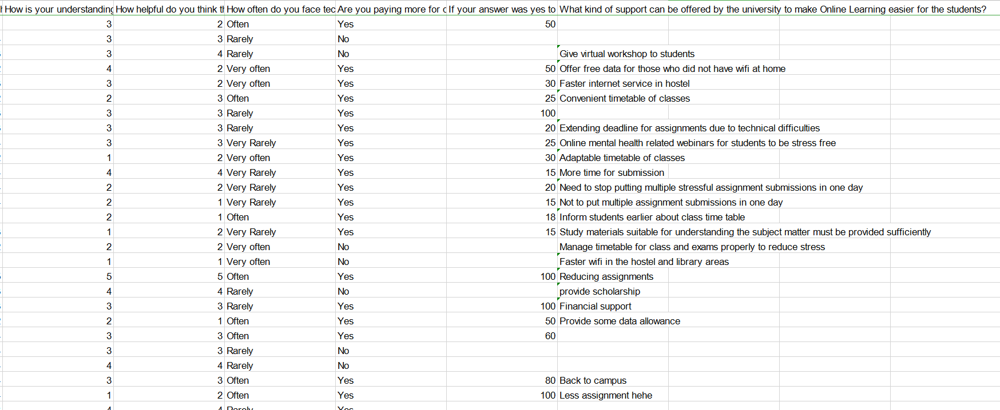 How is your understanding How helpful do you think How often do you face tec Are you paying more for If your answer was yes to What kind of support can be offered by the university to make Online Learning easier for the students?
3 2 Often Yes 50
3 3 Rarely No
3 4 Rarely No Give virtual workshop to students
4 2 Very often Yes 50 Offer free data for those who did not have wifi at home
3 2 Very often Yes 30 Faster internet service in hostel
2 3 Often Yes 25 Convenient timetable of classes
3 3 Rarely Yes 100
3 3 Rarely Yes 20 Extending deadline for assignments due to technical difficulties
3 3 Very Rarely Yes 25 Online mental health related webinars for students to be stress free
1 2 Very often Yes 30 Adaptable timetable of classes
4 4 Very Rarely Yes 15 More time for submission
2 2 Very Rarely Yes 20 Need to stop putting multiple stressful assignment submissions in one day
2 1 Very Rarely Yes 15 Not to put multiple assignment submissions in one day
2 1 Often Yes 18 Inform students earlier about class time table
1 2 Very Rarely Yes 15 Study materials suitable for understanding the subject matter must be provided sufficiently
2 2 Very often No Manage timetable for class and exams properly to reduce stress
1 1 Very often No Faster wifi in the hostel and library areas
5 5 Often Yes 100 Reducing assignments
4 4 Rarely No provide scholarship
3 3 Rarely Yes 100 Financial support
2 1 Often Yes 50 Provide some data allowance
3 3 Often Yes 60
3 3 Rarely No
4 4 Rarely No
3 3 Often Yes 80 Back to campus
1 2 Often Yes 100 Less assignment hehe
4 4 Rarely Yes